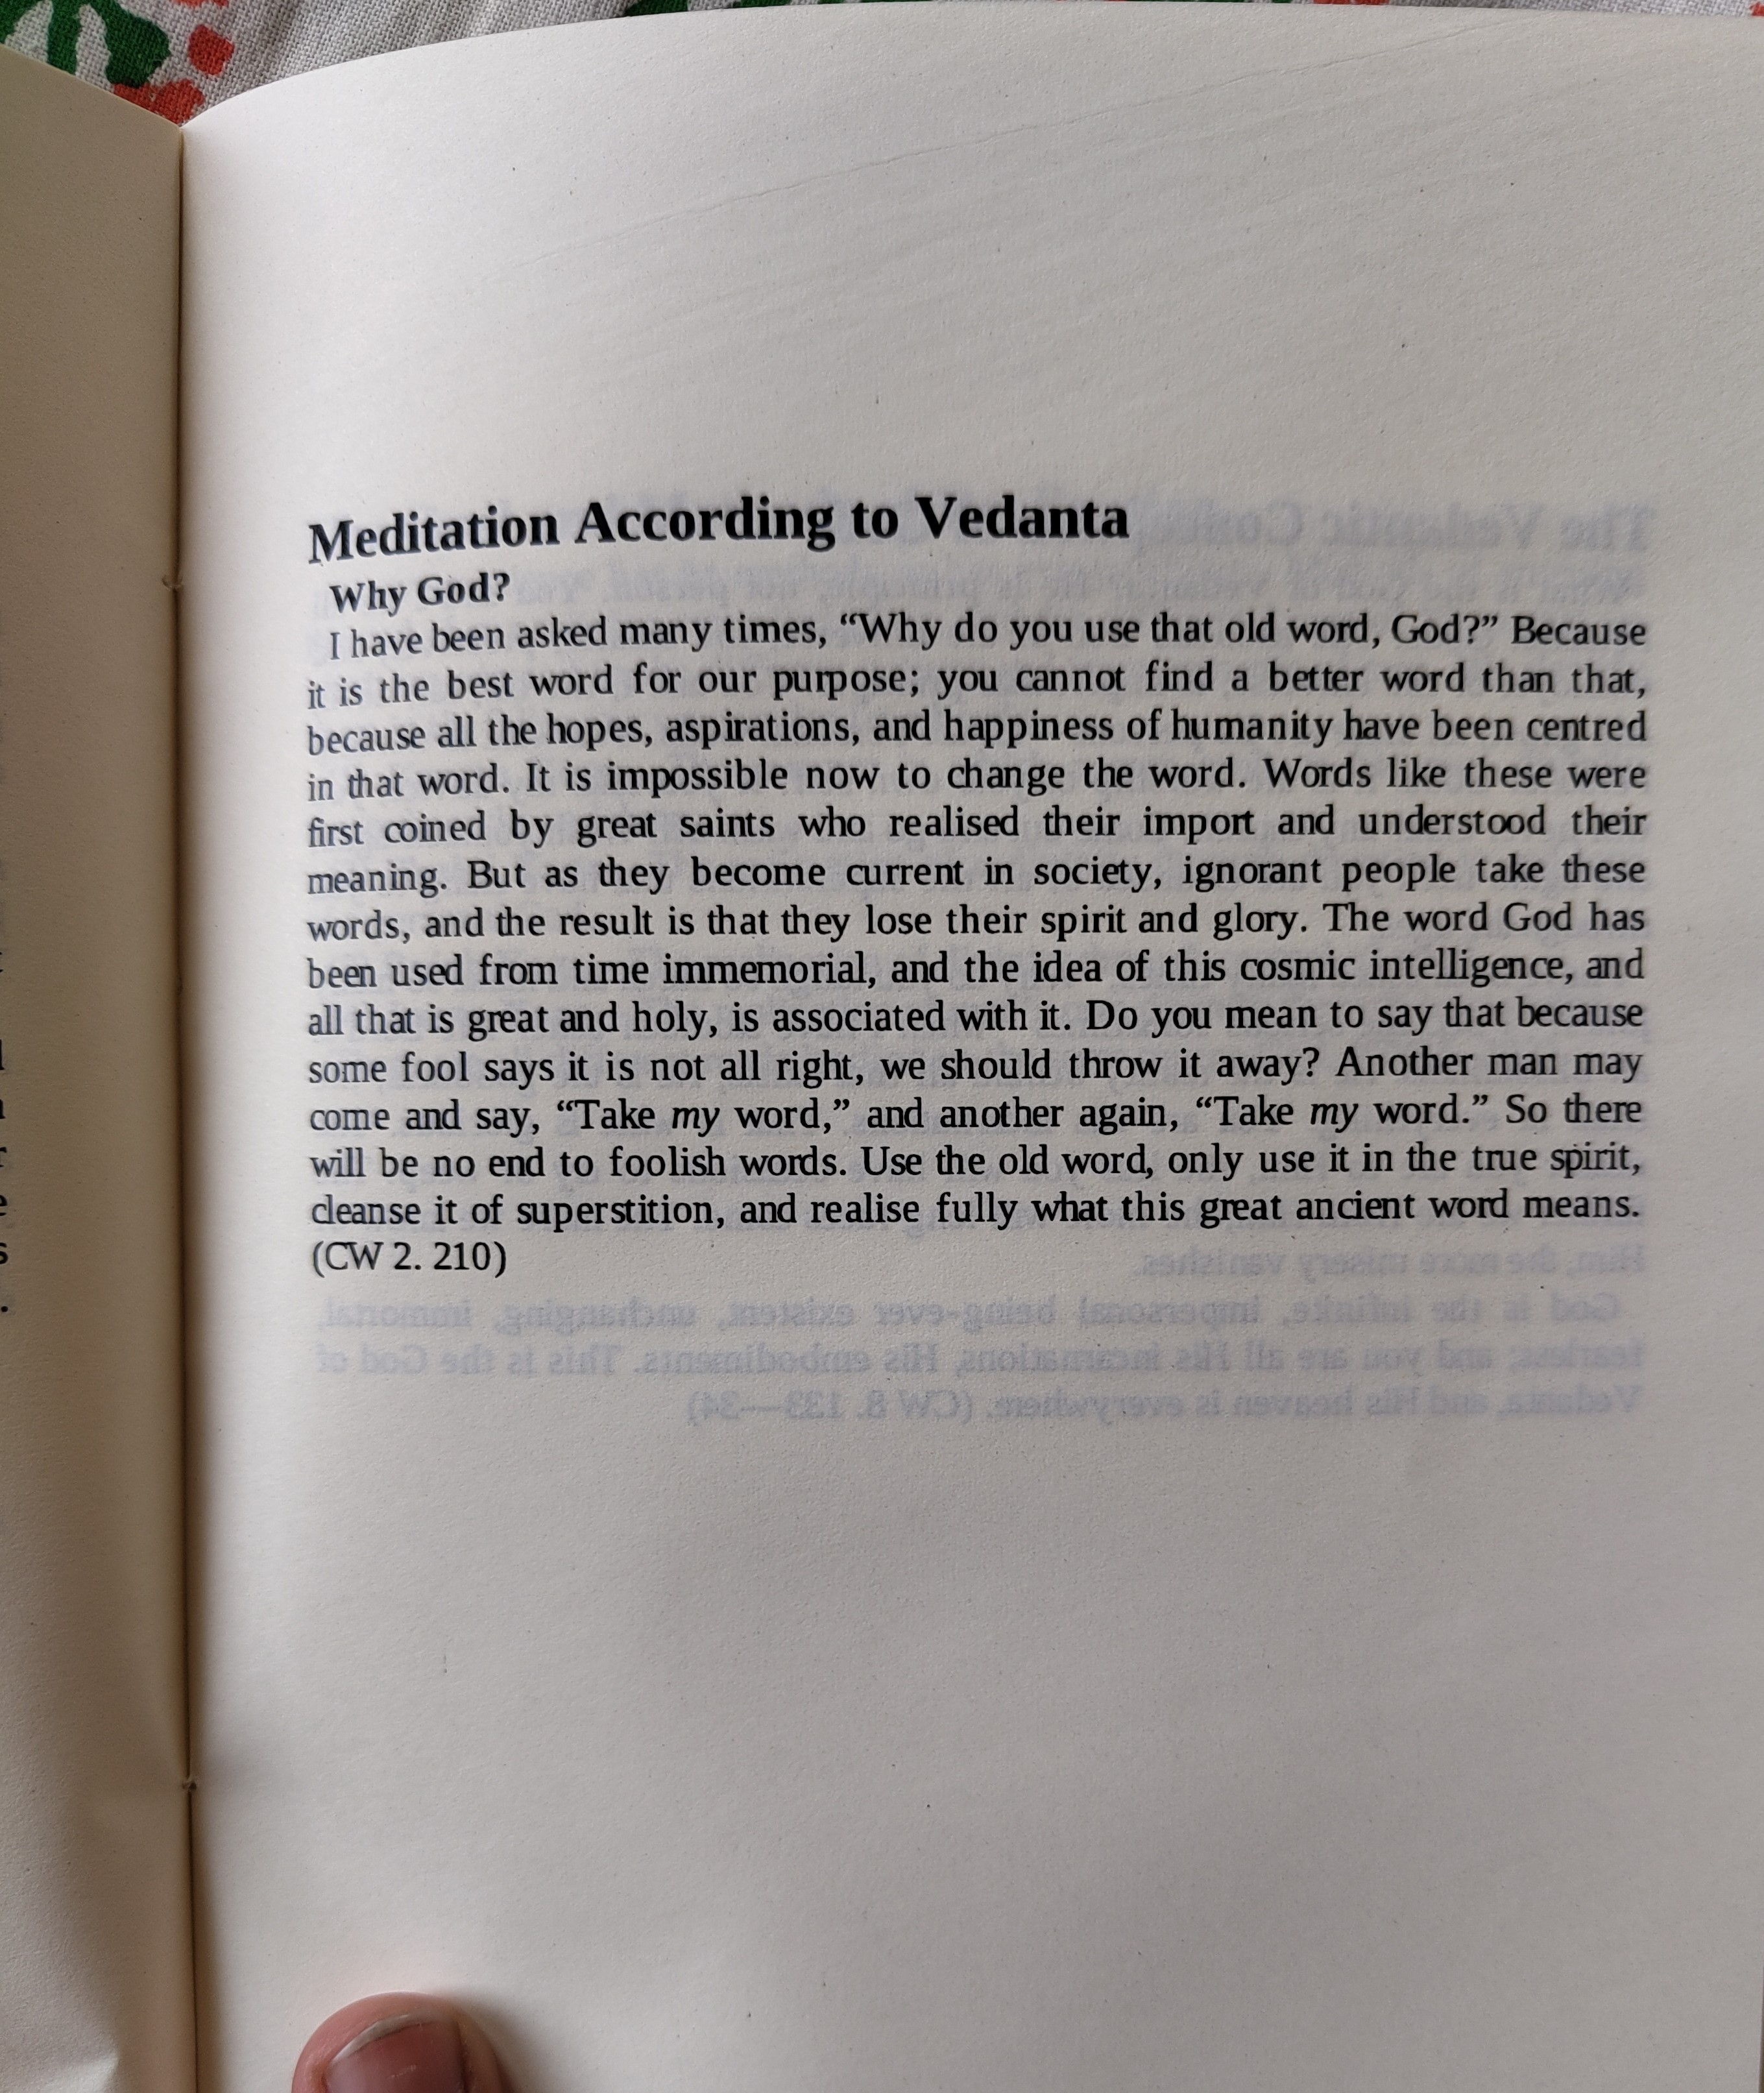 Meditation According to Vedanta
Why God?
I have been asked many times, “Why do you use that old word, God?” Because
it is the best word for our purpose; you cannot find a better word than that,
because all the hopes, aspirations, and happiness of humanity have been centred
in that word. It is impossible now to change the word. Words like these were
first coined by great saints who realised their import and understood their
meaning. But as they become current in society, ignorant people take these
words, and the result is that they lose their spirit and glory. The word God has
been used from time immemorial, and the idea of this cosmic intelligence, and
all that is great and holy, is associated with it. Do you mean to say that because
some fool says it is not all right, we should throw it away? Another man may
come and say, “Take my word,” and another again, “Take my word.” So there
will be no end to foolish words. Use the old word, only use it in the true spirit,
cleanse it of superstition, and realise fully what this great ancient word means.
(CW 2. 210)